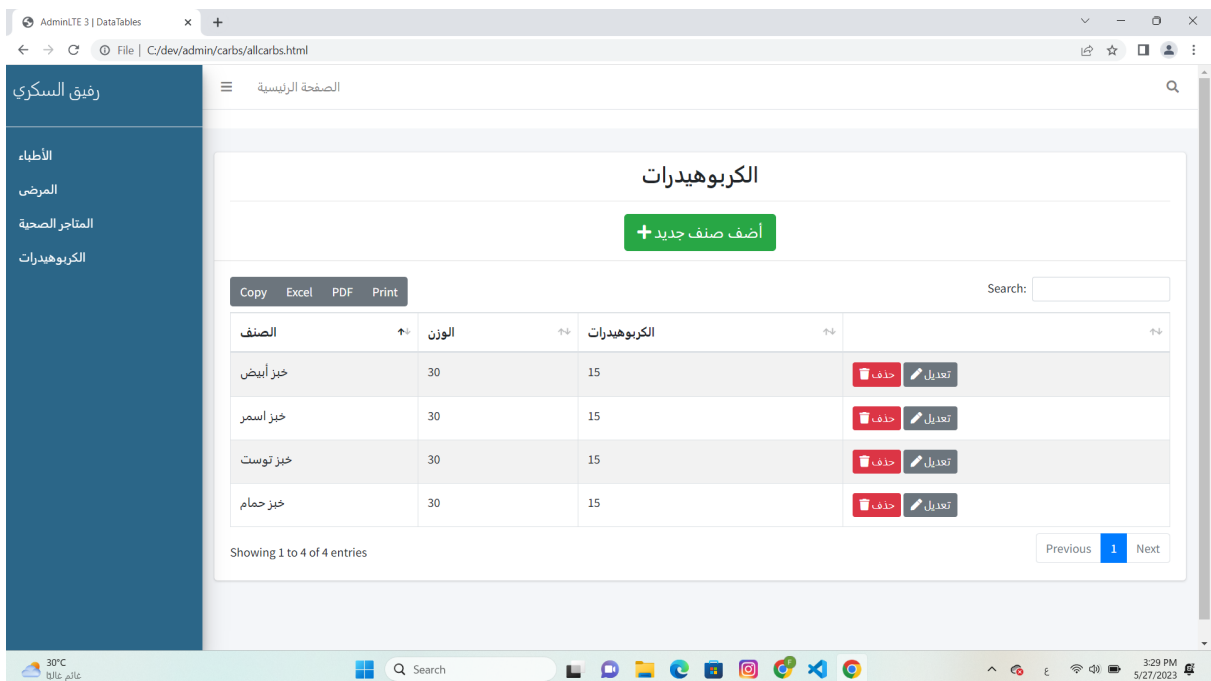 AdminLTE 3 | DataTables
File | C:/dev/admin/carbs/allcarbs.html
رفيق السكري
الصفحة الرئيسية
الأطباء
المرضى
المتاجر الصحية
الكربوهيدرات
الكربوهيدرات
أضف صنف جديد
Copy Excel PDF Print
Search:
الصنف الوزن الكربوهيدرات
خبز أبيض 30 15 حذف تعديل
خبز اسمر 30 15 حذف تعديل
خبز توست 30 15 حذف تعديل
خبز حمام 30 15 حذف تعديل
Showing 1 to 4 of 4 entries
Previous 1 Next
30°C
غائم غالبًا
Search
ع
3:29 PM
5/27/2023